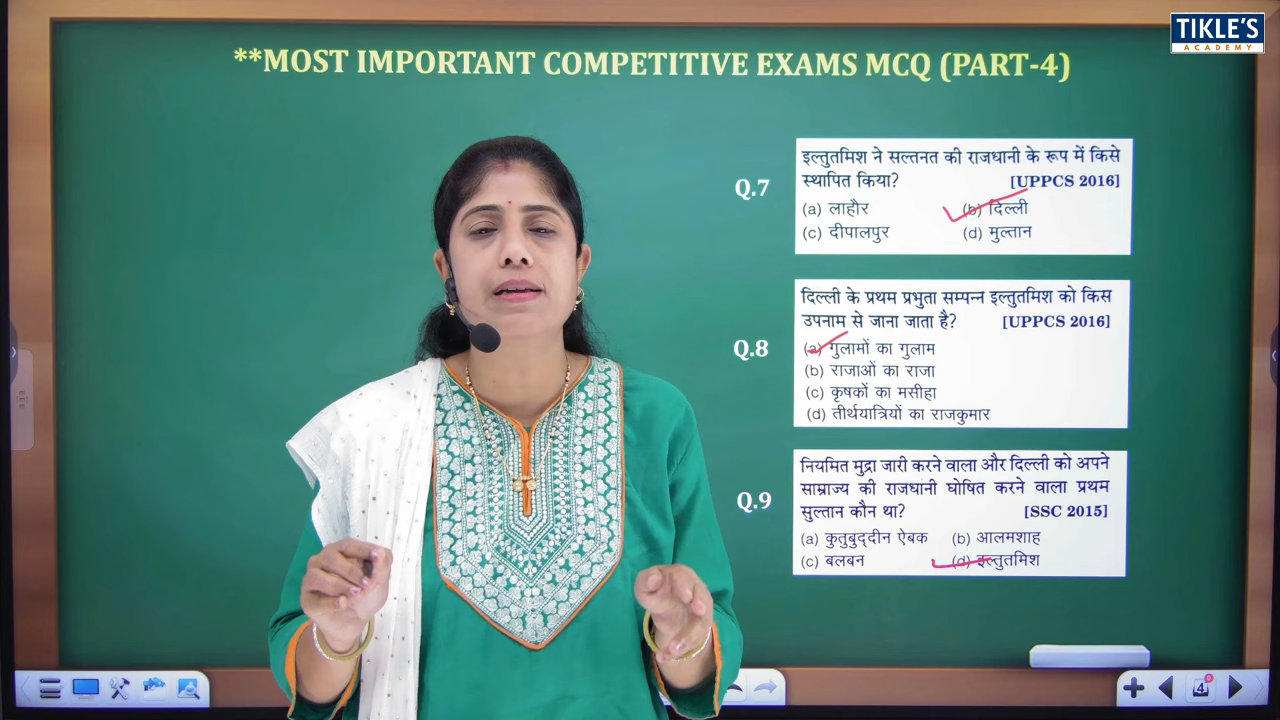 TIKLE'S
ACADEMY
**MOST IMPORTANT COMPETITIVE EXAMS MCQ (PART-4)
Q.7
इल्तुतमिश ने सल्तनत की राजधानी के रूप में किसे
स्थापित किया? [UPPCS 2016]
(a) लाहौर (b) दिल्ली
(c) दीपालपुर (d) मुल्तान
Q.8
दिल्ली के प्रथम प्रभुता सम्पन्न इल्तुतमिश को किस
उपनाम से जाना जाता है? [UPPCS 2016]
(a) गुलामों का गुलाम
(b) राजाओं का राजा
(c) कृषकों का मसीहा
(d) तीर्थयात्रियों का राजकुमार
Q.9
नियमित मुद्रा जारी करने वाला और दिल्ली को अपने
साम्राज्य की राजधानी घोषित करने वाला प्रथम
सुल्तान कौन था? [SSC 2015]
(a) कुतुबुद्दीन ऐबक (b) आलमशाह
(c) बलबन (d) इल्तुतमिश
4
0